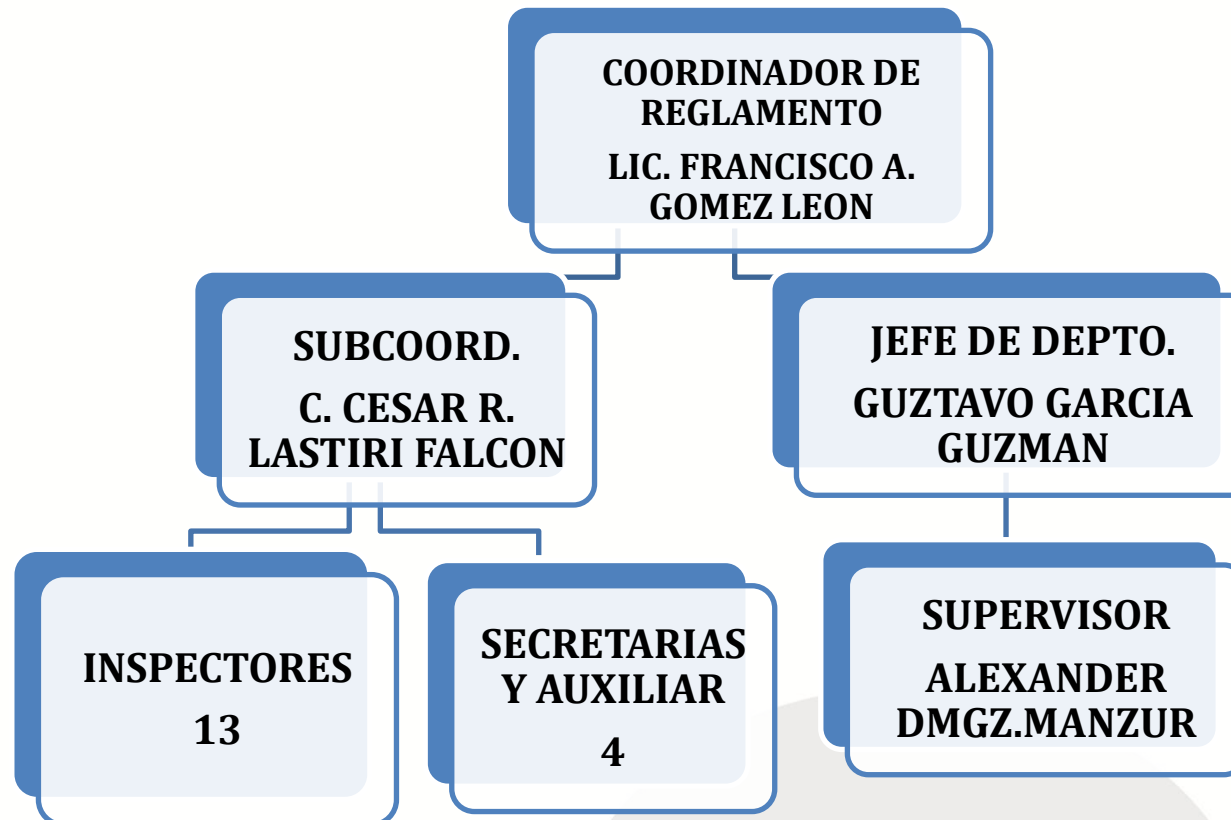 COORDINADOR DE
REGLAMENTO
LIC. FRANCISCO A.
GOMEZ LEON
SUBCOORD.
C. CESAR R.
LASTIRI FALCON
JEFE DE DEPTO.
GUZTAVO GARCIA
GUZMAN
INSPECTORES
13
SECRETARIAS
Y AUXILIAR
4
SUPERVISOR
ALEXANDER
DMGZ.MANZUR